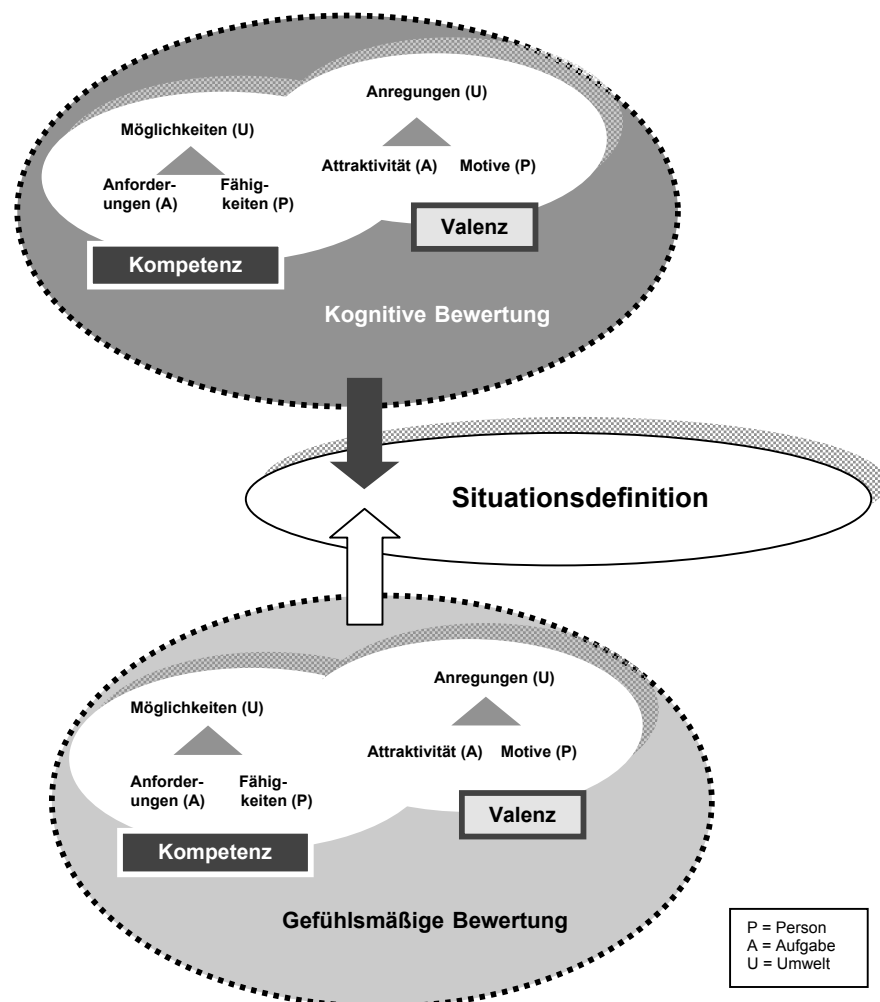 Anregungen (U)
Möglichkeiten (U)
Attraktivität (A) Motive (P)
Anforder-
ungen (A)
Fähig-
keiten (P)
Valenz
Kompetenz
Kognitive Bewertung
Situationsdefinition
Anregungen (U)
Möglichkeiten (U)
Attraktivität (A) Motive (P)
Anforder-
ungen (A)
Fähig-
keiten (P)
Valenz
Kompetenz
Gefühlsmäßige Bewertung
P = Person
A = Aufgabe
U = Umwelt